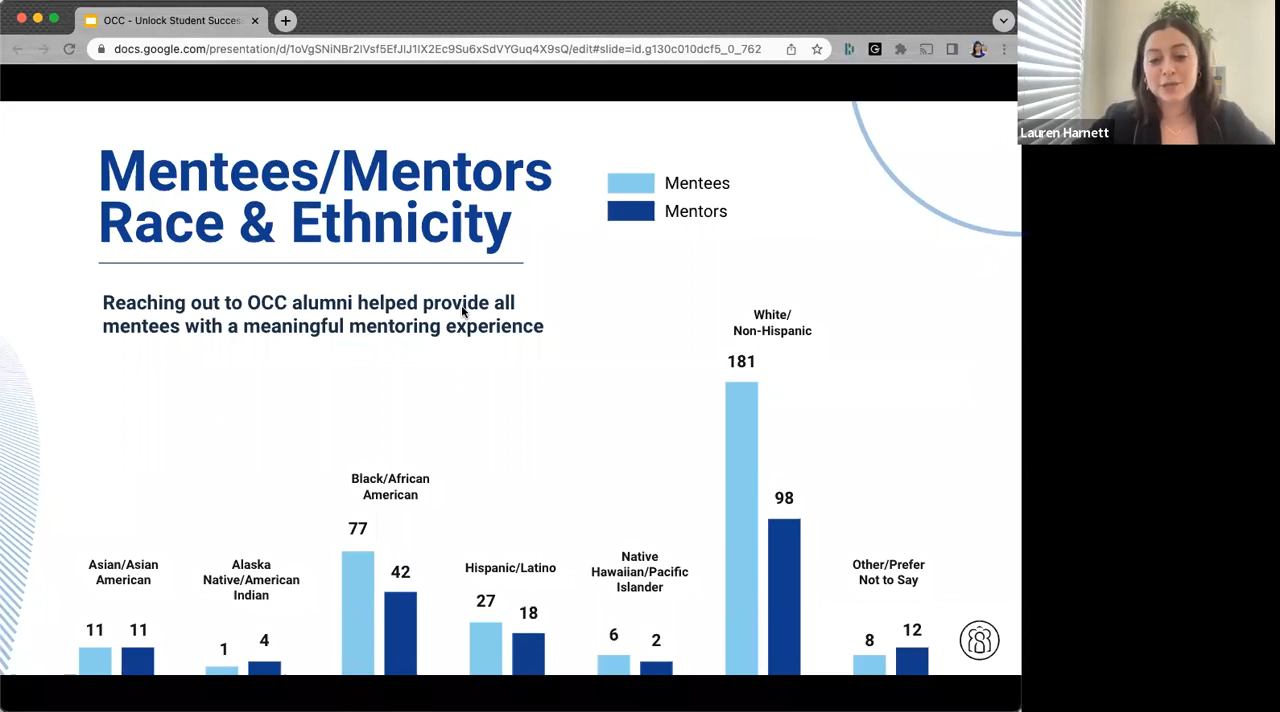 OCC - Unlock Student Succes
docs.google.com/presentation/d/1oVgSNiNBr2lVsf5EfJlJ1lX2Ec9Su6xSdVYGuq4X9sQ/edit#slide=id.g130c010dcf5_0_762
Lauren Harnett
Mentees/Mentors
Race & Ethnicity
Mentees
Mentors
Reaching out to OCC alumni helped provide all
mentees with a meaningful mentoring experience
Asian/Asian
American
11 11
Alaska
Native/American
Indian
1 4
Black/African
American
77
42
Hispanic/Latino
27
18
Native
Hawaiian/Pacific
Islander
6 2
White/
Non-Hispanic
181
98
Other/Prefer
Not to Say
8 12